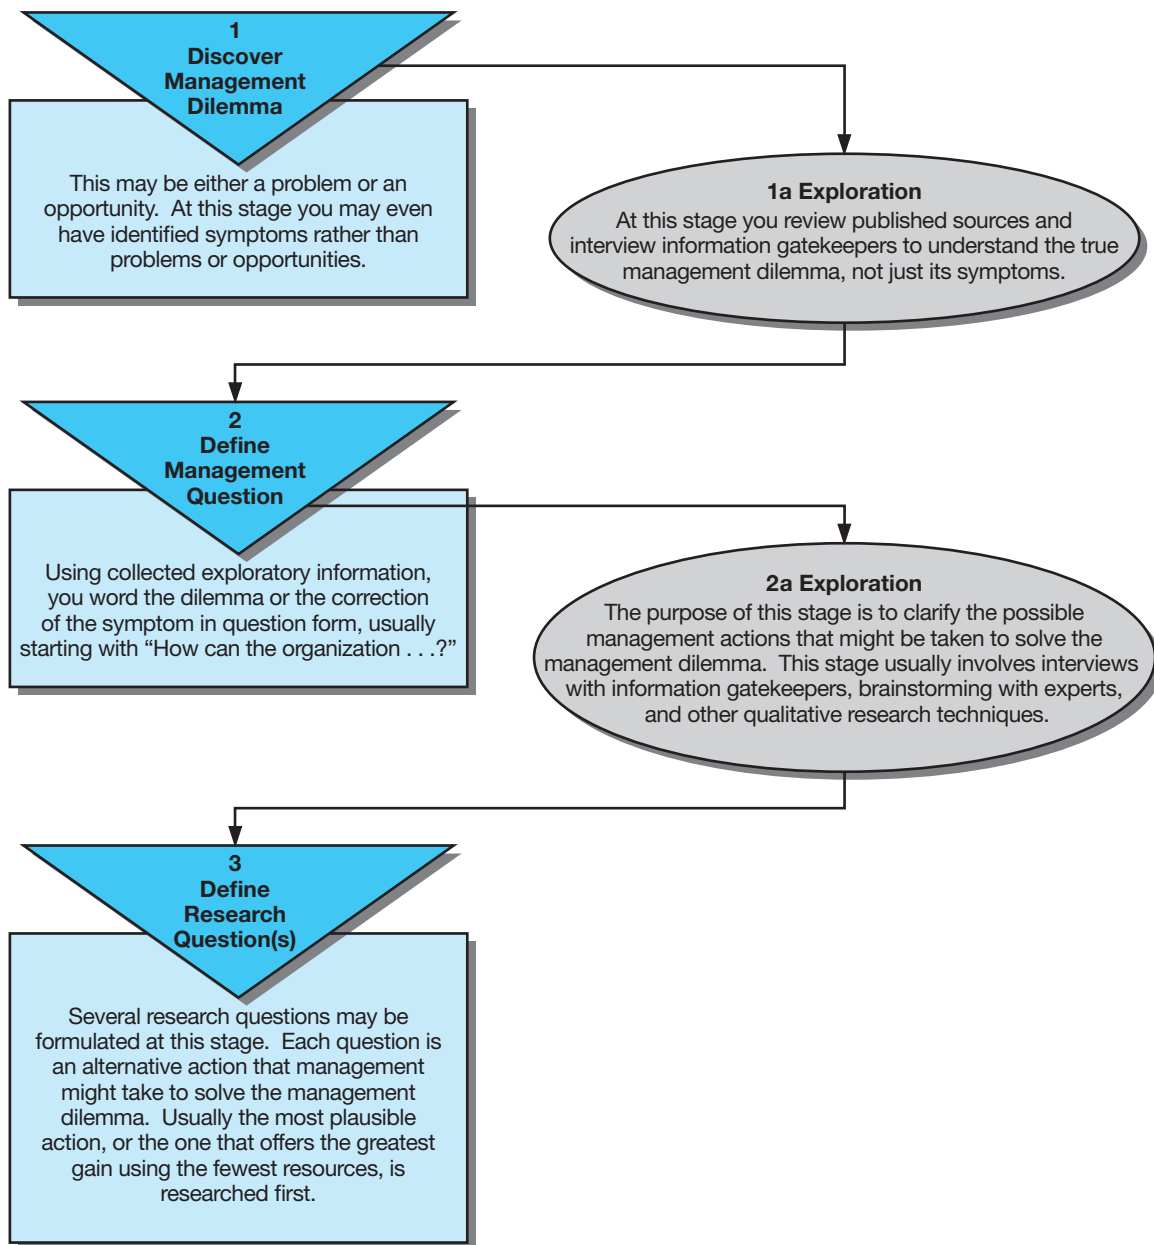 1
Discover
Management
Dilemma
This may be either a problem or an
opportunity.  At this stage you may even
have identified symptoms rather than
problems or opportunities.
1a Exploration
At this stage you review published sources and
interview information gatekeepers to understand the true
management dilemma, not just its symptoms.
2
Define
Management
Question
Using collected exploratory information,
you word the dilemma or the correction
of the symptom in question form, usually
starting with “How can the organization . . .?”
2a Exploration
The purpose of this stage is to clarify the possible
management actions that might be taken to solve the
management dilemma.  This stage usually involves interviews
with information gatekeepers, brainstorming with experts,
and other qualitative research techniques.
3
Define
Research
Question(s)
Several research questions may be
formulated at this stage.  Each question is
an alternative action that management
might take to solve the management
dilemma.  Usually the most plausible
action, or the one that offers the greatest
gain using the fewest resources, is
researched first.